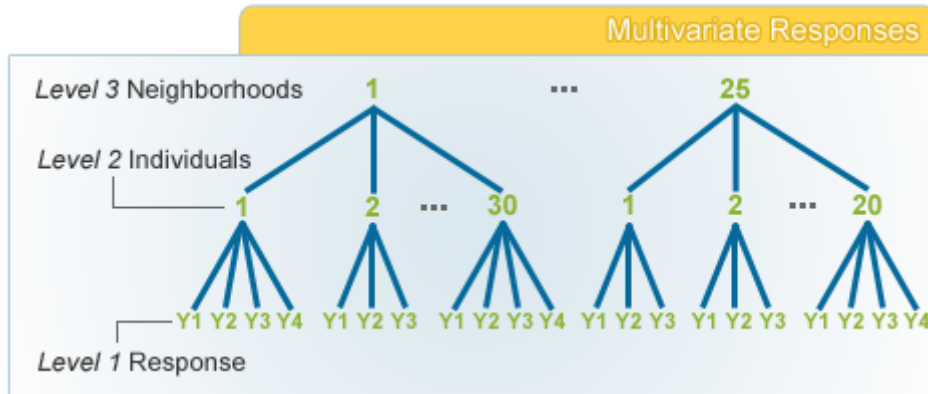 Multivariate Responses
Level 3 Neighborhoods 1 ... 25
Level 2 Individuals
1 2 ... 30 1 2 ... 20
Y1 Y2 Y3 Y4 Y1 Y2 Y3 Y1 Y2 Y3 Y4 Y1 Y2 Y3 Y1 Y2 Y3 Y1 Y2 Y3 Y4
Level 1 Response